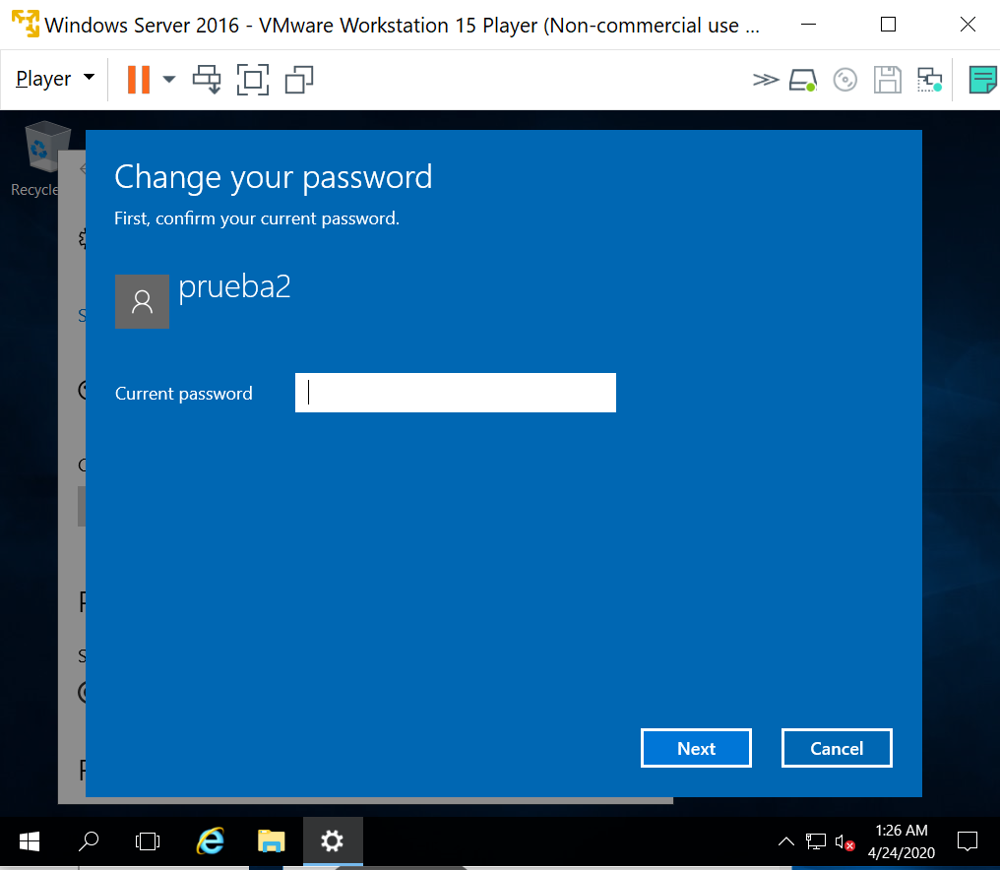 Windows Server 2016 - VMware Workstation 15 Player (Non-commercial use ...
Player
Recycle
Change your password
First, confirm your current password.
prueba2
Current password
Next
Cancel
1:26 AM
4/24/2020